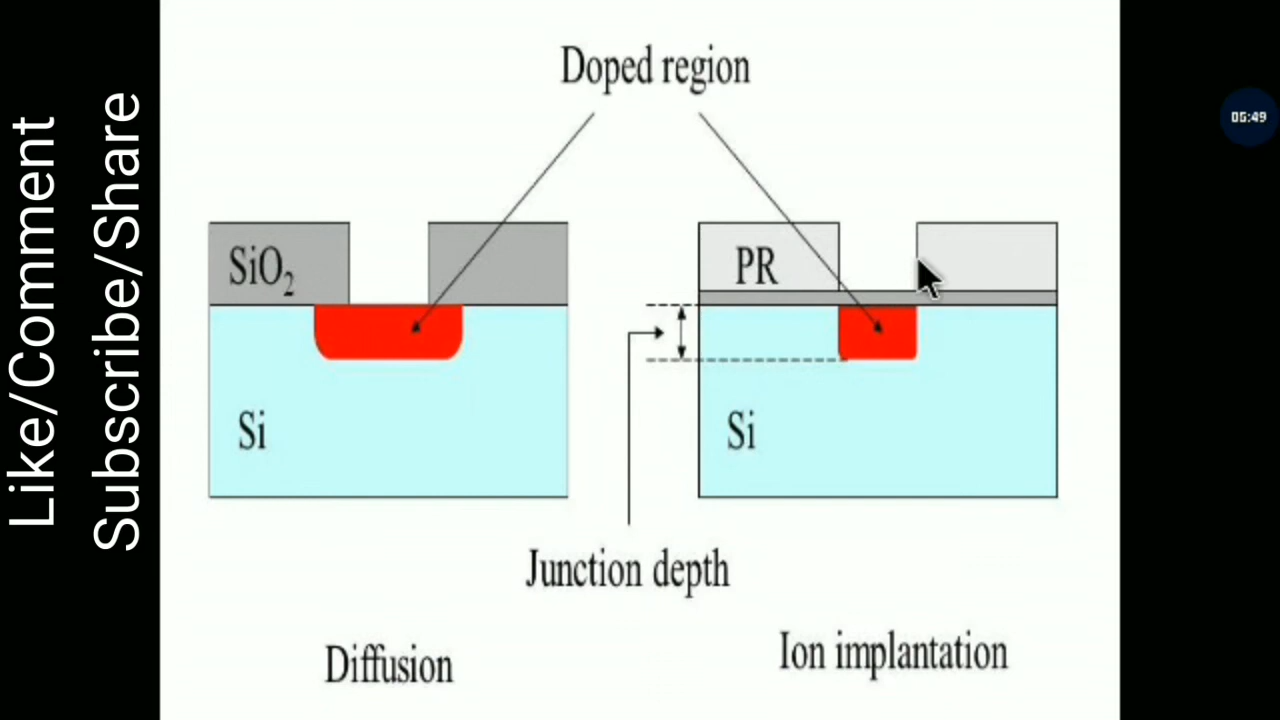 Like/Comment
Subscribe/Share
Doped region
05:49
SiO₂
PR
Si
Si
Junction depth
Diffusion
Ion implantation